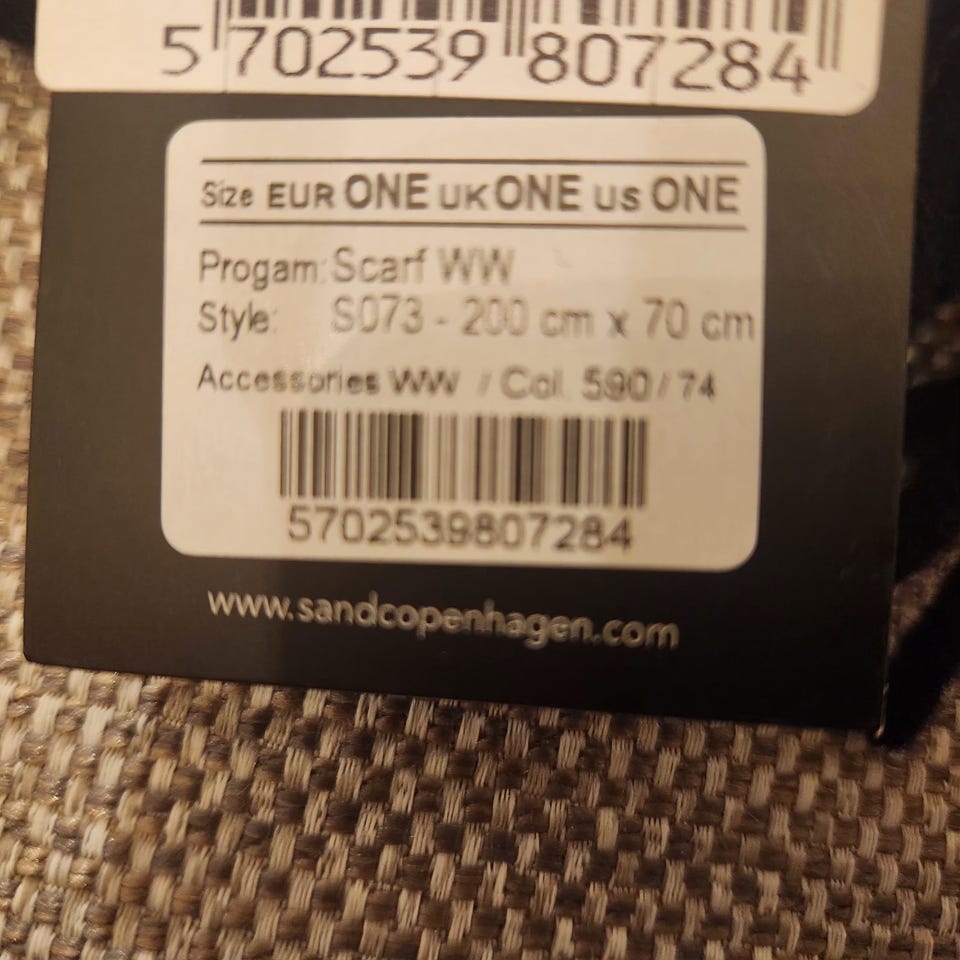 5 702539 807284
Size EUR ONE UK ONE US ONE
Progam: Scarf WW
Style: S073 - 200 cm x 70 cm
Accessories WW / Col. 590 / 74
5702539807284
www.sandcopenhagen.com